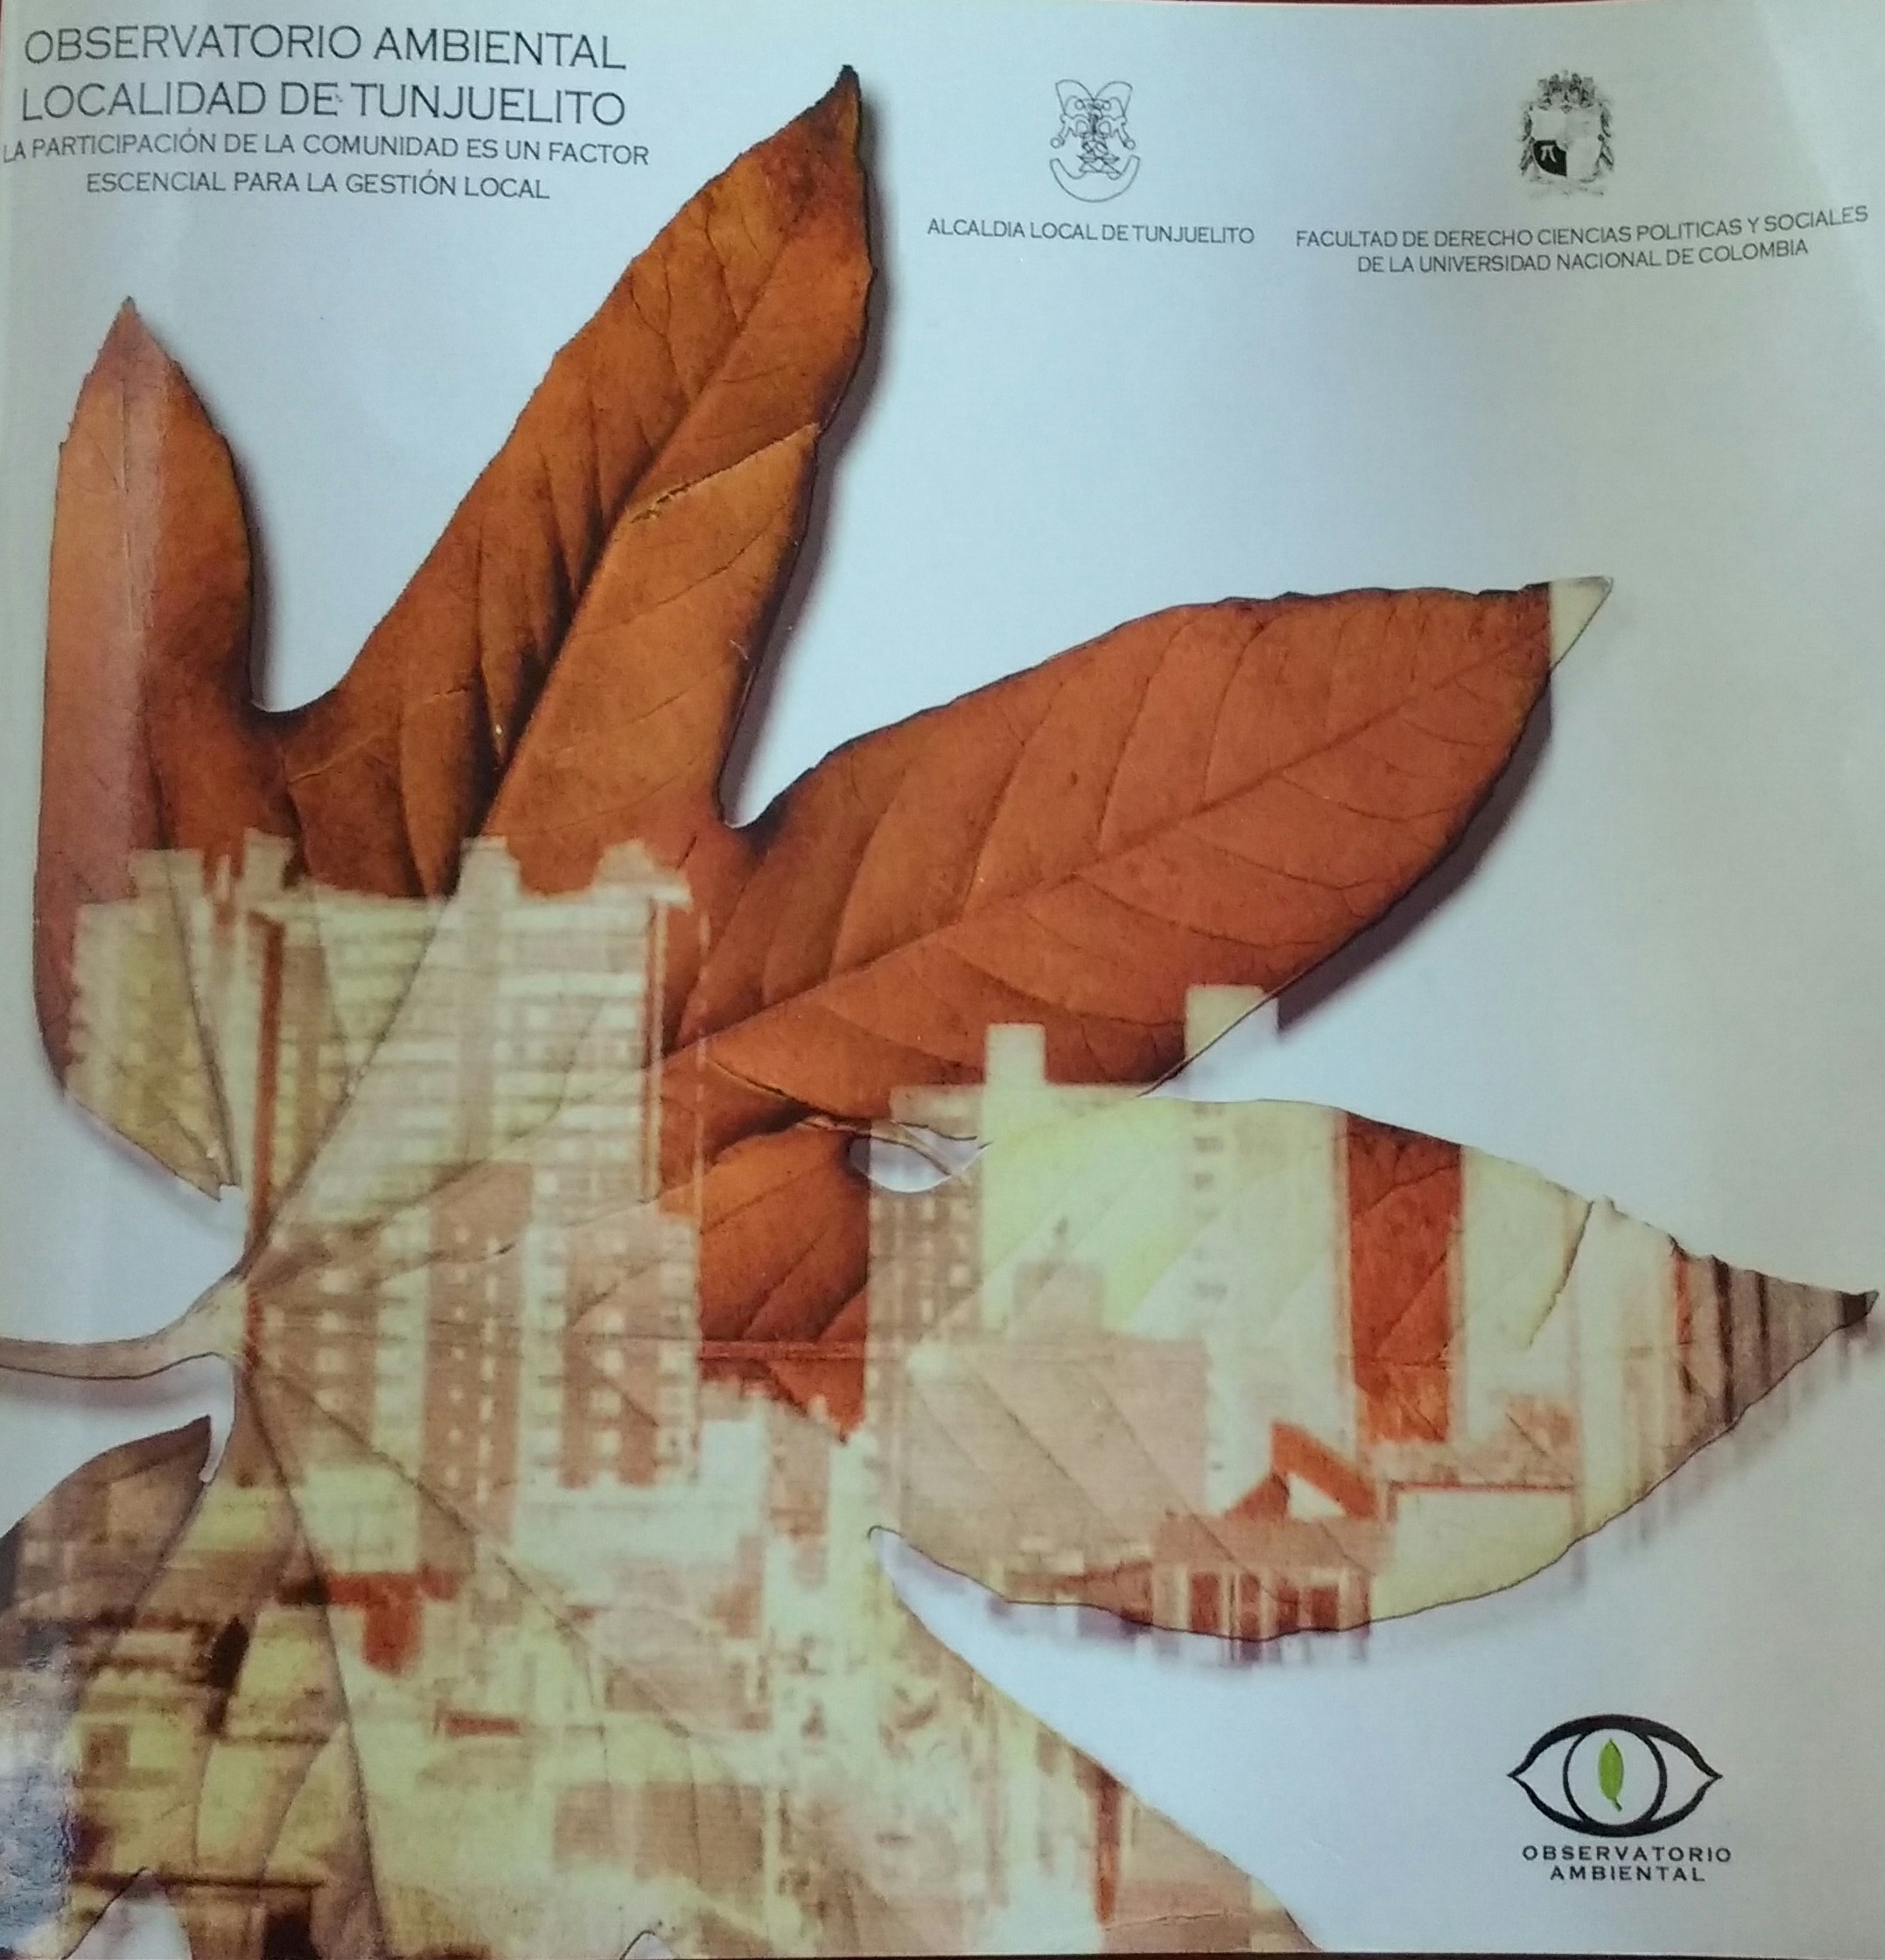 OBSERVATORIO AMBIENTAL
LOCALIDAD DE TUNJUELITO
LA PARTICIPACIÓN DE LA COMUNIDAD ES UN FACTOR
ESCENCIAL PARA LA GESTIÓN LOCAL
ALCALDIA LOCAL DE TUNJUELITO
FACULTAD DE DERECHO CIENCIAS POLITICAS Y SOCIALES
DE LA UNIVERSIDAD NACIONAL DE COLOMBIA
OBSERVATORIO
AMBIENTAL